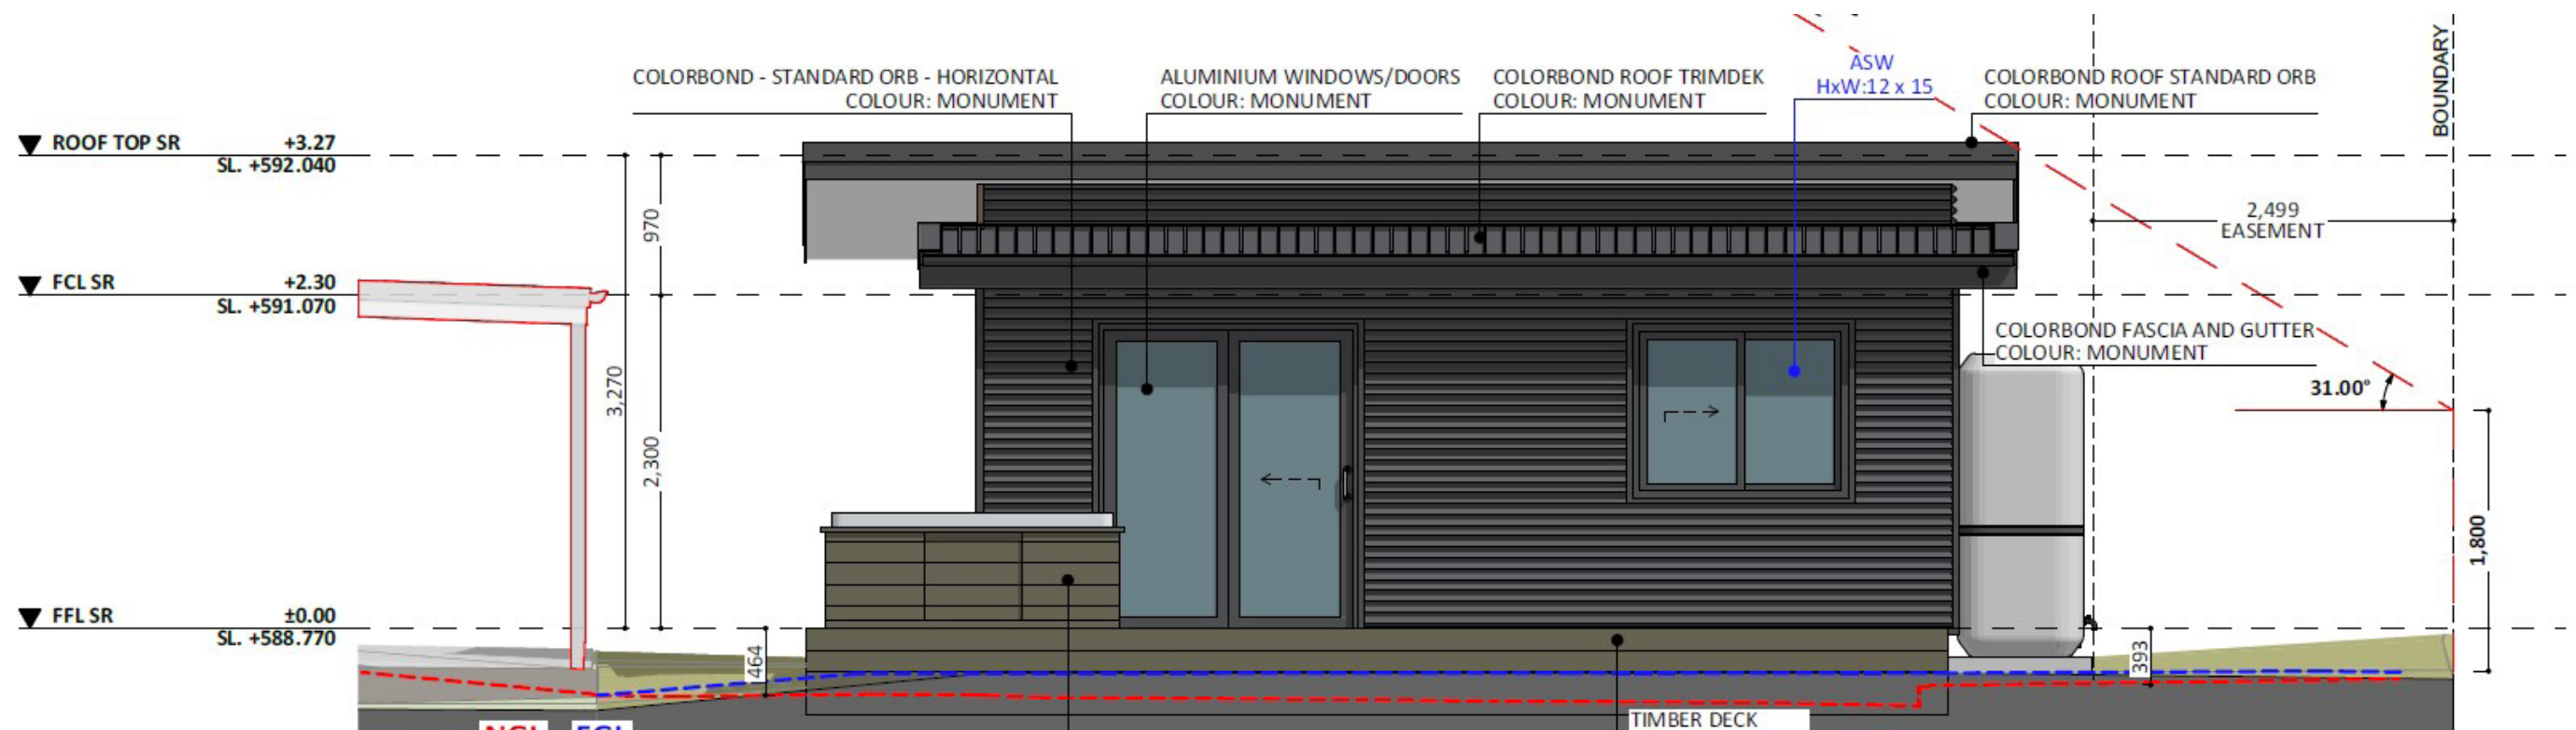 COLORBOND - STANDARD ORB - HORIZONTAL
COLOUR: MONUMENT
ALUMINIUM WINDOWS/DOORS
COLOUR: MONUMENT
COLORBOND ROOF TRIMDEK
COLOUR: MONUMENT
ASW
HxW:12 x 15
COLORBOND ROOF STANDARD ORB
COLOUR: MONUMENT
BOUNDARY
ROOF TOP SR +3.27
SL. +592.040
970
2,499
EASEMENT
FCL SR +2.30
SL. +591.070
COLORBOND FASCIA AND GUTTER
COLOUR: MONUMENT
31.00°
3,270
2,300
1,800
FFL SR ±0.00
SL. +588.770
464
393
TIMBER DECK